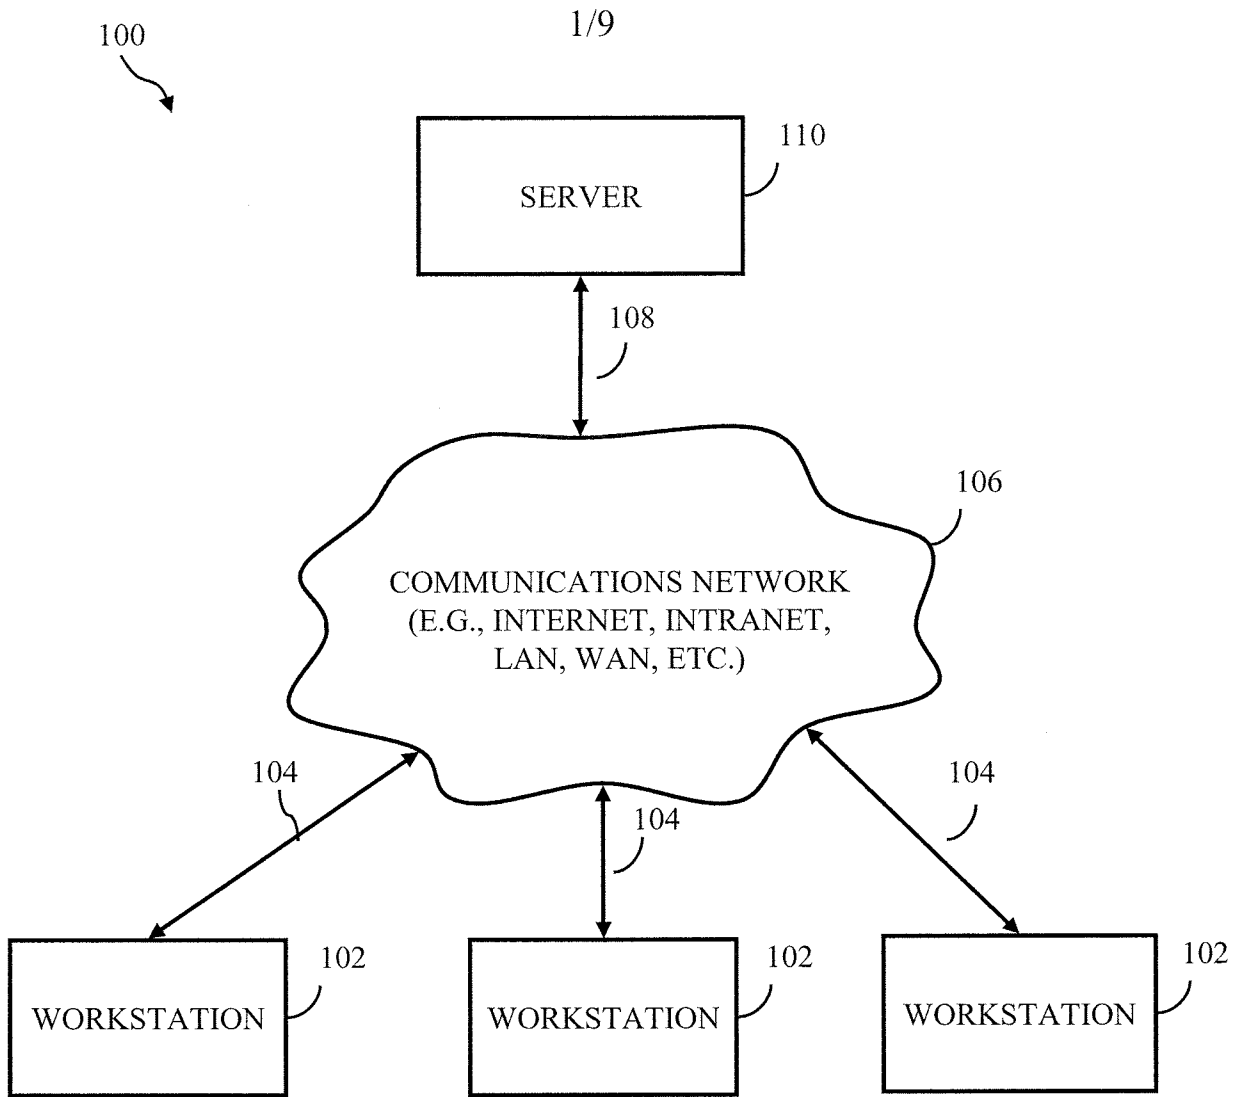 1/9
100
110
SERVER
108
106
COMMUNICATIONS NETWORK
(E.G., INTERNET, INTRANET,
LAN, WAN, ETC.)
104
104
104
102
102
102
WORKSTATION
WORKSTATION
WORKSTATION